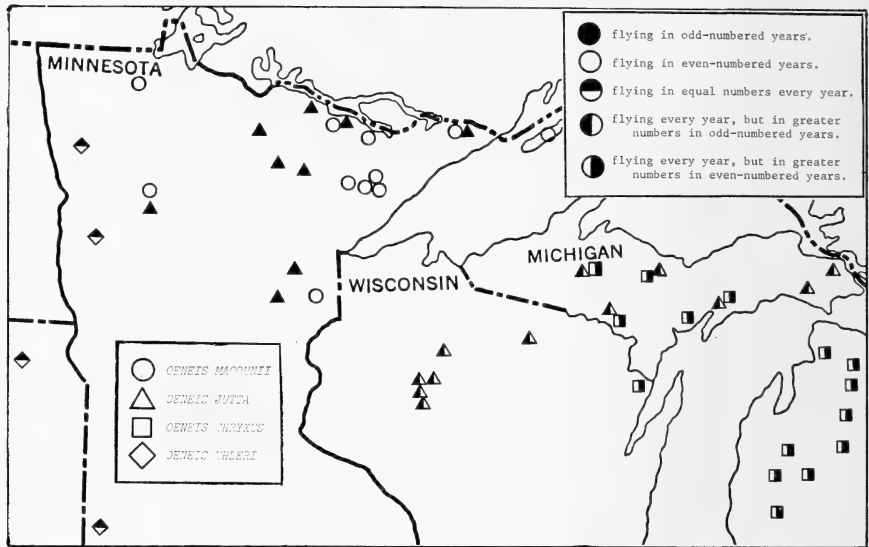 MINNESOTA
flying in odd-numbered years.
flying in even-numbered years.
flying in equal numbers every year.
flying every year, but in greater
numbers in odd-numbered years.
flying every year, but in greater
numbers in even-numbered years.
MICHIGAN
WISCONSIN
OENEIS MACOUNII
OENEIS JUTTA
OENEIS